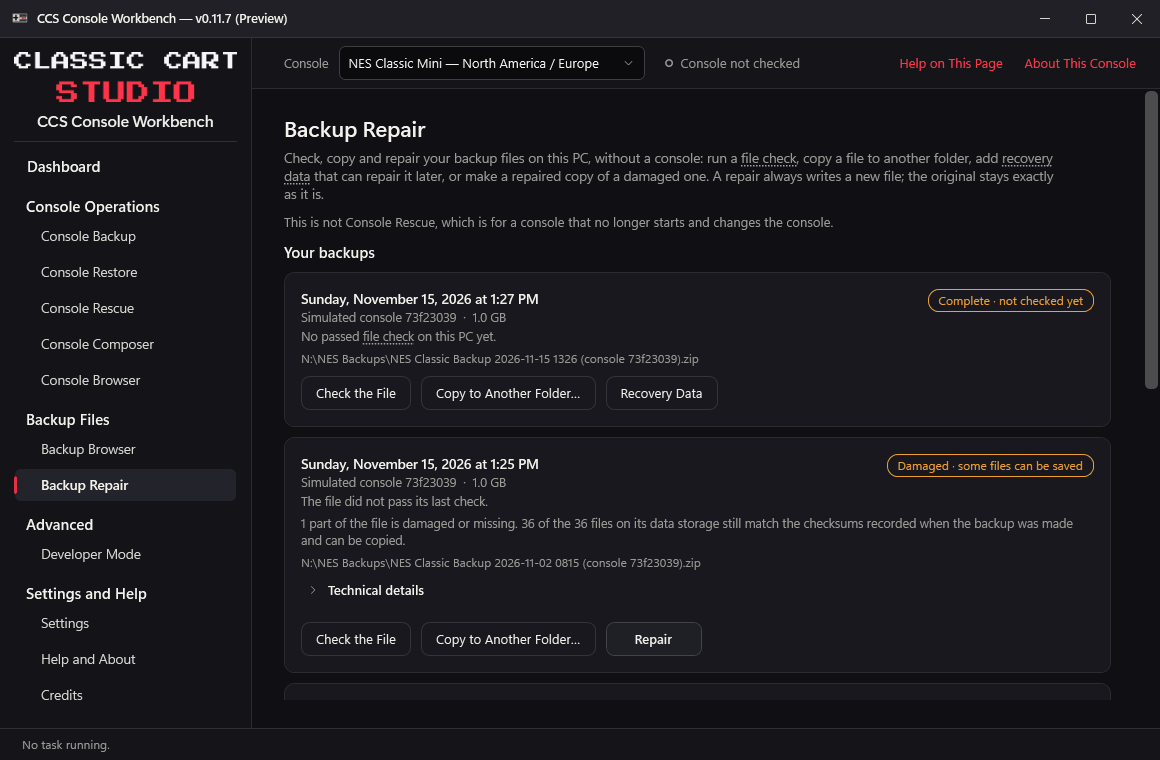 CCS Console Workbench — v0.11.7 (Preview)
CLASSIC CART
STUDIO
CCS Console Workbench
Dashboard
Console Operations
Console Backup
Console Restore
Console Rescue
Console Composer
Console Browser
Backup Files
Backup Browser
Backup Repair
Advanced
Developer Mode
Settings and Help
Settings
Help and About
Credits
Console
NES Classic Mini — North America / Europe
Console not checked
Help on This Page
About This Console
Backup Repair
Check, copy and repair your backup files on this PC, without a console: run a file check, copy a file to another folder, add recovery
data that can repair it later, or make a repaired copy of a damaged one. A repair always writes a new file; the original stays exactly
as it is.
This is not Console Rescue, which is for a console that no longer starts and changes the console.
Your backups
Sunday, November 15, 2026 at 1:27 PM
Complete · not checked yet
Simulated console 73f23039 · 1.0 GB
No passed file check on this PC yet.
N:\NES Backups\NES Classic Backup 2026-11-15 1326 (console 73f23039).zip
Check the File
Copy to Another Folder...
Recovery Data
Sunday, November 15, 2026 at 1:25 PM
Damaged · some files can be saved
Simulated console 73f23039 · 1.0 GB
The file did not pass its last check.
1 part of the file is damaged or missing. 36 of the 36 files on its data storage still match the checksums recorded when the backup was made
and can be copied.
N:\NES Backups\NES Classic Backup 2026-11-02 0815 (console 73f23039).zip
Technical details
Check the File
Copy to Another Folder...
Repair
No task running.